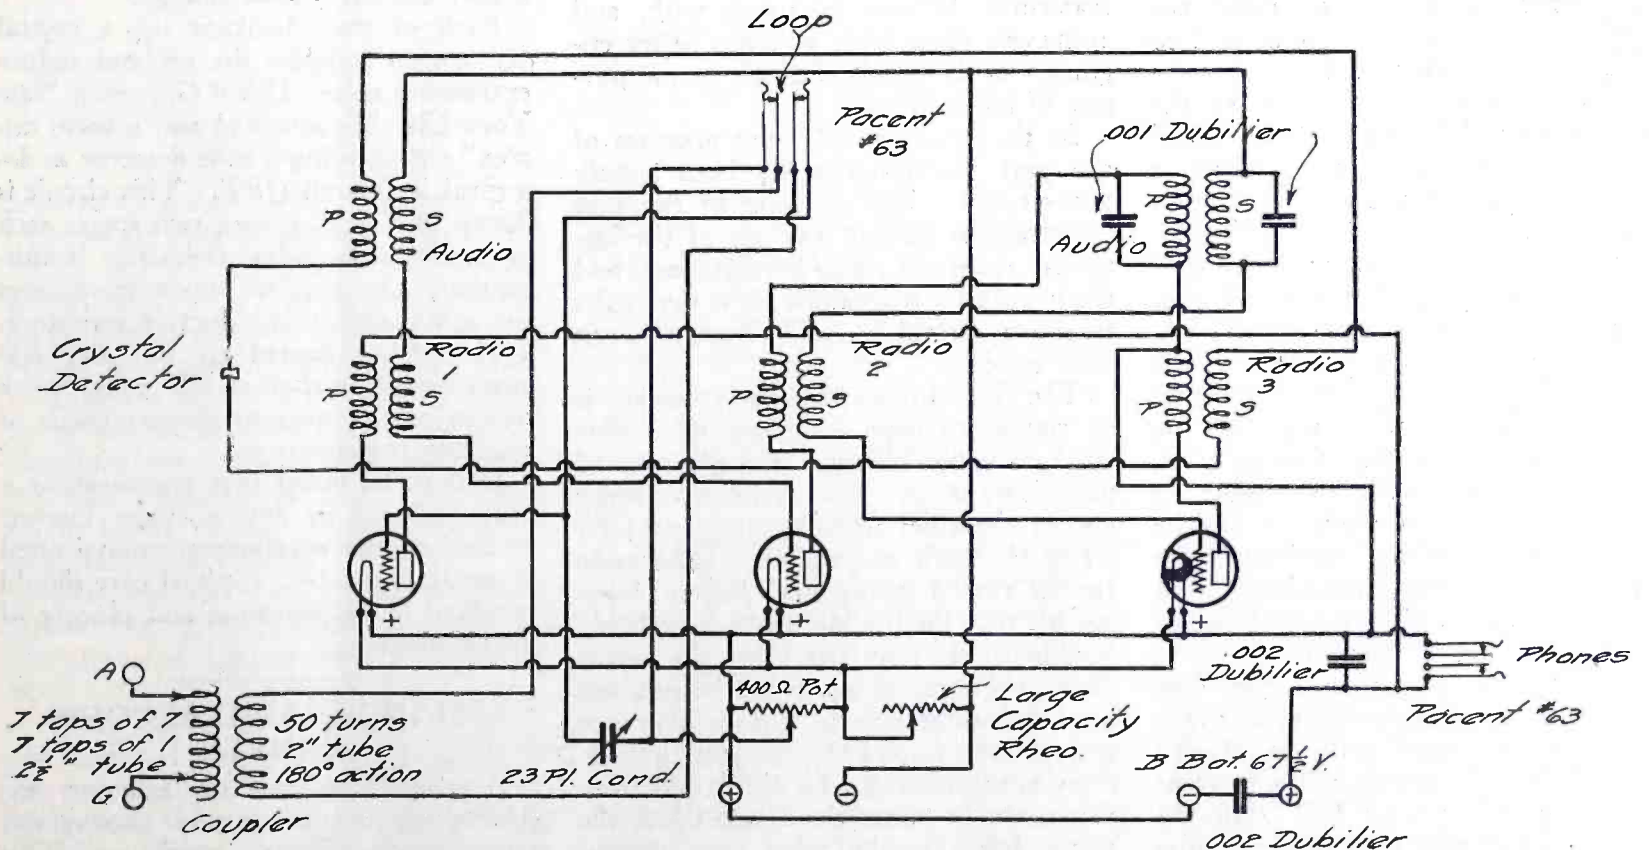 Loop
Pacent
#63
.001 Dubilier
P
S
Audio
P
S
Audio
Crystal
Detector
Radio
1
P
S
Radio
2
P
S
Radio
3
P
S
+
+
+
A
7 taps of 7
7 taps of 1
2½" tube
G
50 turns
2" tube
180° action
Coupler
23 Pl. Cond.
400Ω Pot.
Large
Capacity
Rheo.
.002
Dubilier
Phones
Pacent #63
B Bat. 67½ V.
+
-
-
+
.002 Dubilier